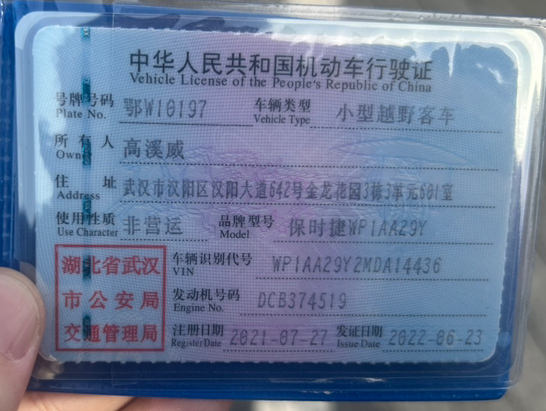 中华人民共和国机动车行驶证
Vehicle License of the People's Republic of China
号牌号码 鄂W10197 车辆类型 小型越野客车
Plate No. Vehicle Type
所有人 高溪威
Owner
住址 武汉市汉阳区汉阳大道642号金龙花园3栋3单元601室
Address
使用性质 非营运 品牌型号 保时捷WP1AA29Y
Use Character Model
湖北省武汉
市公安局
交通管理局
车辆识别代号 WP1AA29Y2MDA14436
VIN
发动机号码 DCB374519
Engine No.
注册日期 2021-07-27 发证日期 2022-06-23
Register Date Issue Date